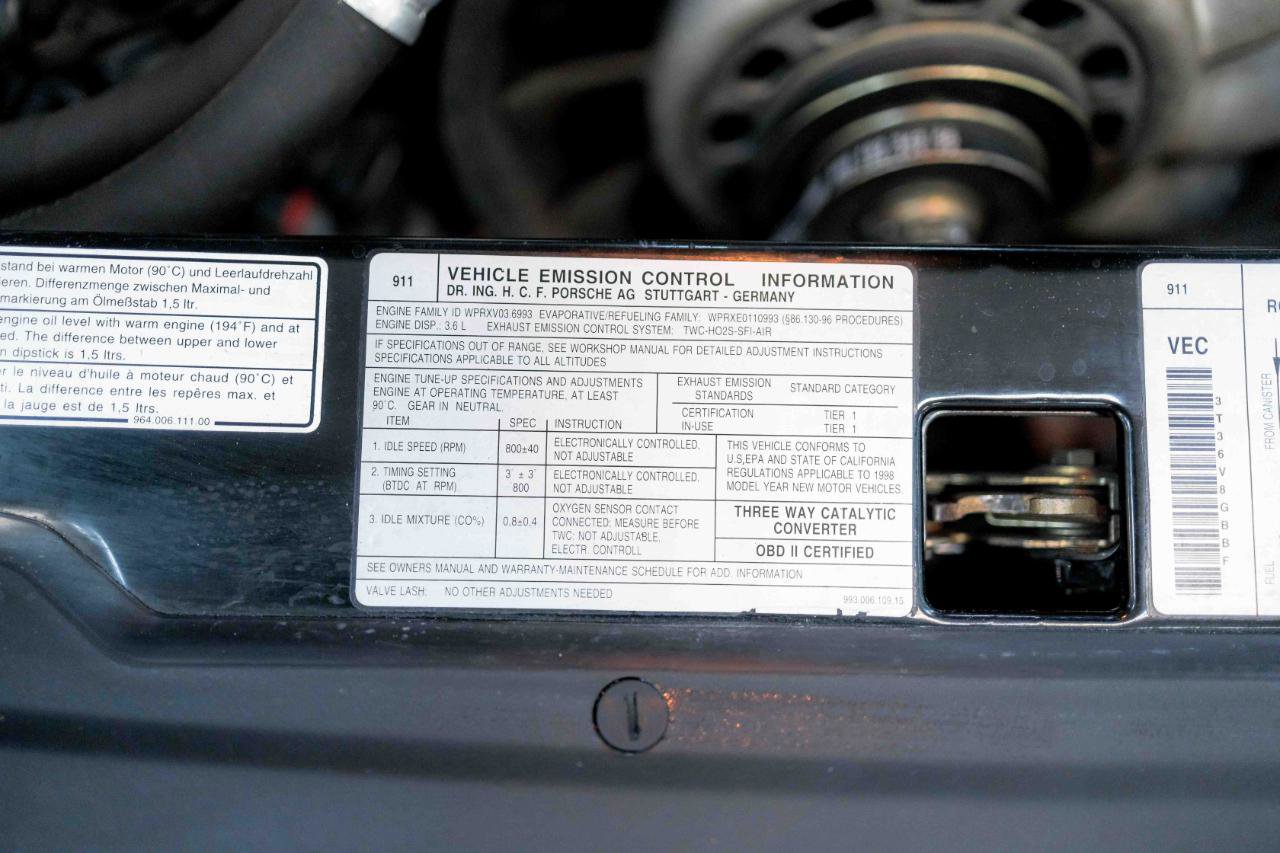 stand bei warmen Motor (90°C) und Leerlaufdrehzahl
eren. Differenzmenge zwischen Maximal- und
markierung am Ölmeßstab 1,5 ltr.
engine oil level with warm engine (194°F) and at
ed. The difference between upper and lower
n dipstick is 1,5 ltrs.
er le niveau d'huile à moteur chaud (90°C) et
ti. La difference entre les repêres max. et
la jauge est de 1,5 ltrs.
964.006.111.00
911
VEHICLE EMISSION CONTROL INFORMATION
DR. ING. H. C. F. PORSCHE AG STUTTGART - GERMANY
ENGINE FAMILY ID WPRXV03.6993 EVAPORATIVE/REFUELING FAMILY: WPRXE0110993 (§86.130-96 PROCEDURES)
ENGINE DISP.: 3.6 L EXHAUST EMISSION CONTROL SYSTEM: TWC-HO2S-SFI-AIR
IF SPECIFICATIONS OUT OF RANGE, SEE WORKSHOP MANUAL FOR DETAILED ADJUSTMENT INSTRUCTIONS
SPECIFICATIONS APPLICABLE TO ALL ALTITUDES
ENGINE TUNE-UP SPECIFICATIONS AND ADJUSTMENTS
ENGINE AT OPERATING TEMPERATURE, AT LEAST
90°C. GEAR IN NEUTRAL.
ITEM SPEC INSTRUCTION
1. IDLE SPEED (RPM) 800±40 ELECTRONICALLY CONTROLLED,
NOT ADJUSTABLE
2. TIMING SETTING 3° ± 3° ELECTRONICALLY CONTROLLED,
(BTDC AT RPM) 800 NOT ADJUSTABLE
3. IDLE MIXTURE (CO%) 0.8±0.4 OXYGEN SENSOR CONTACT
CONNECTED: MEASURE BEFORE
TWC: NOT ADJUSTABLE,
ELECTR. CONTROLL
EXHAUST EMISSION STANDARD CATEGORY
STANDARDS
CERTIFICATION TIER 1
IN-USE TIER 1
THIS VEHICLE CONFORMS TO
U.S,EPA AND STATE OF CALIFORNIA
REGULATIONS APPLICABLE TO 1998
MODEL YEAR NEW MOTOR VEHICLES.
THREE WAY CATALYTIC
CONVERTER
OBD II CERTIFIED
SEE OWNERS MANUAL AND WARRANTY-MAINTENANCE SCHEDULE FOR ADD. INFORMATION
VALVE LASH: NO OTHER ADJUSTMENTS NEEDED
993.006.109.15
911
VEC
3T36V8GBBF
FROM CANISTER
FUEL